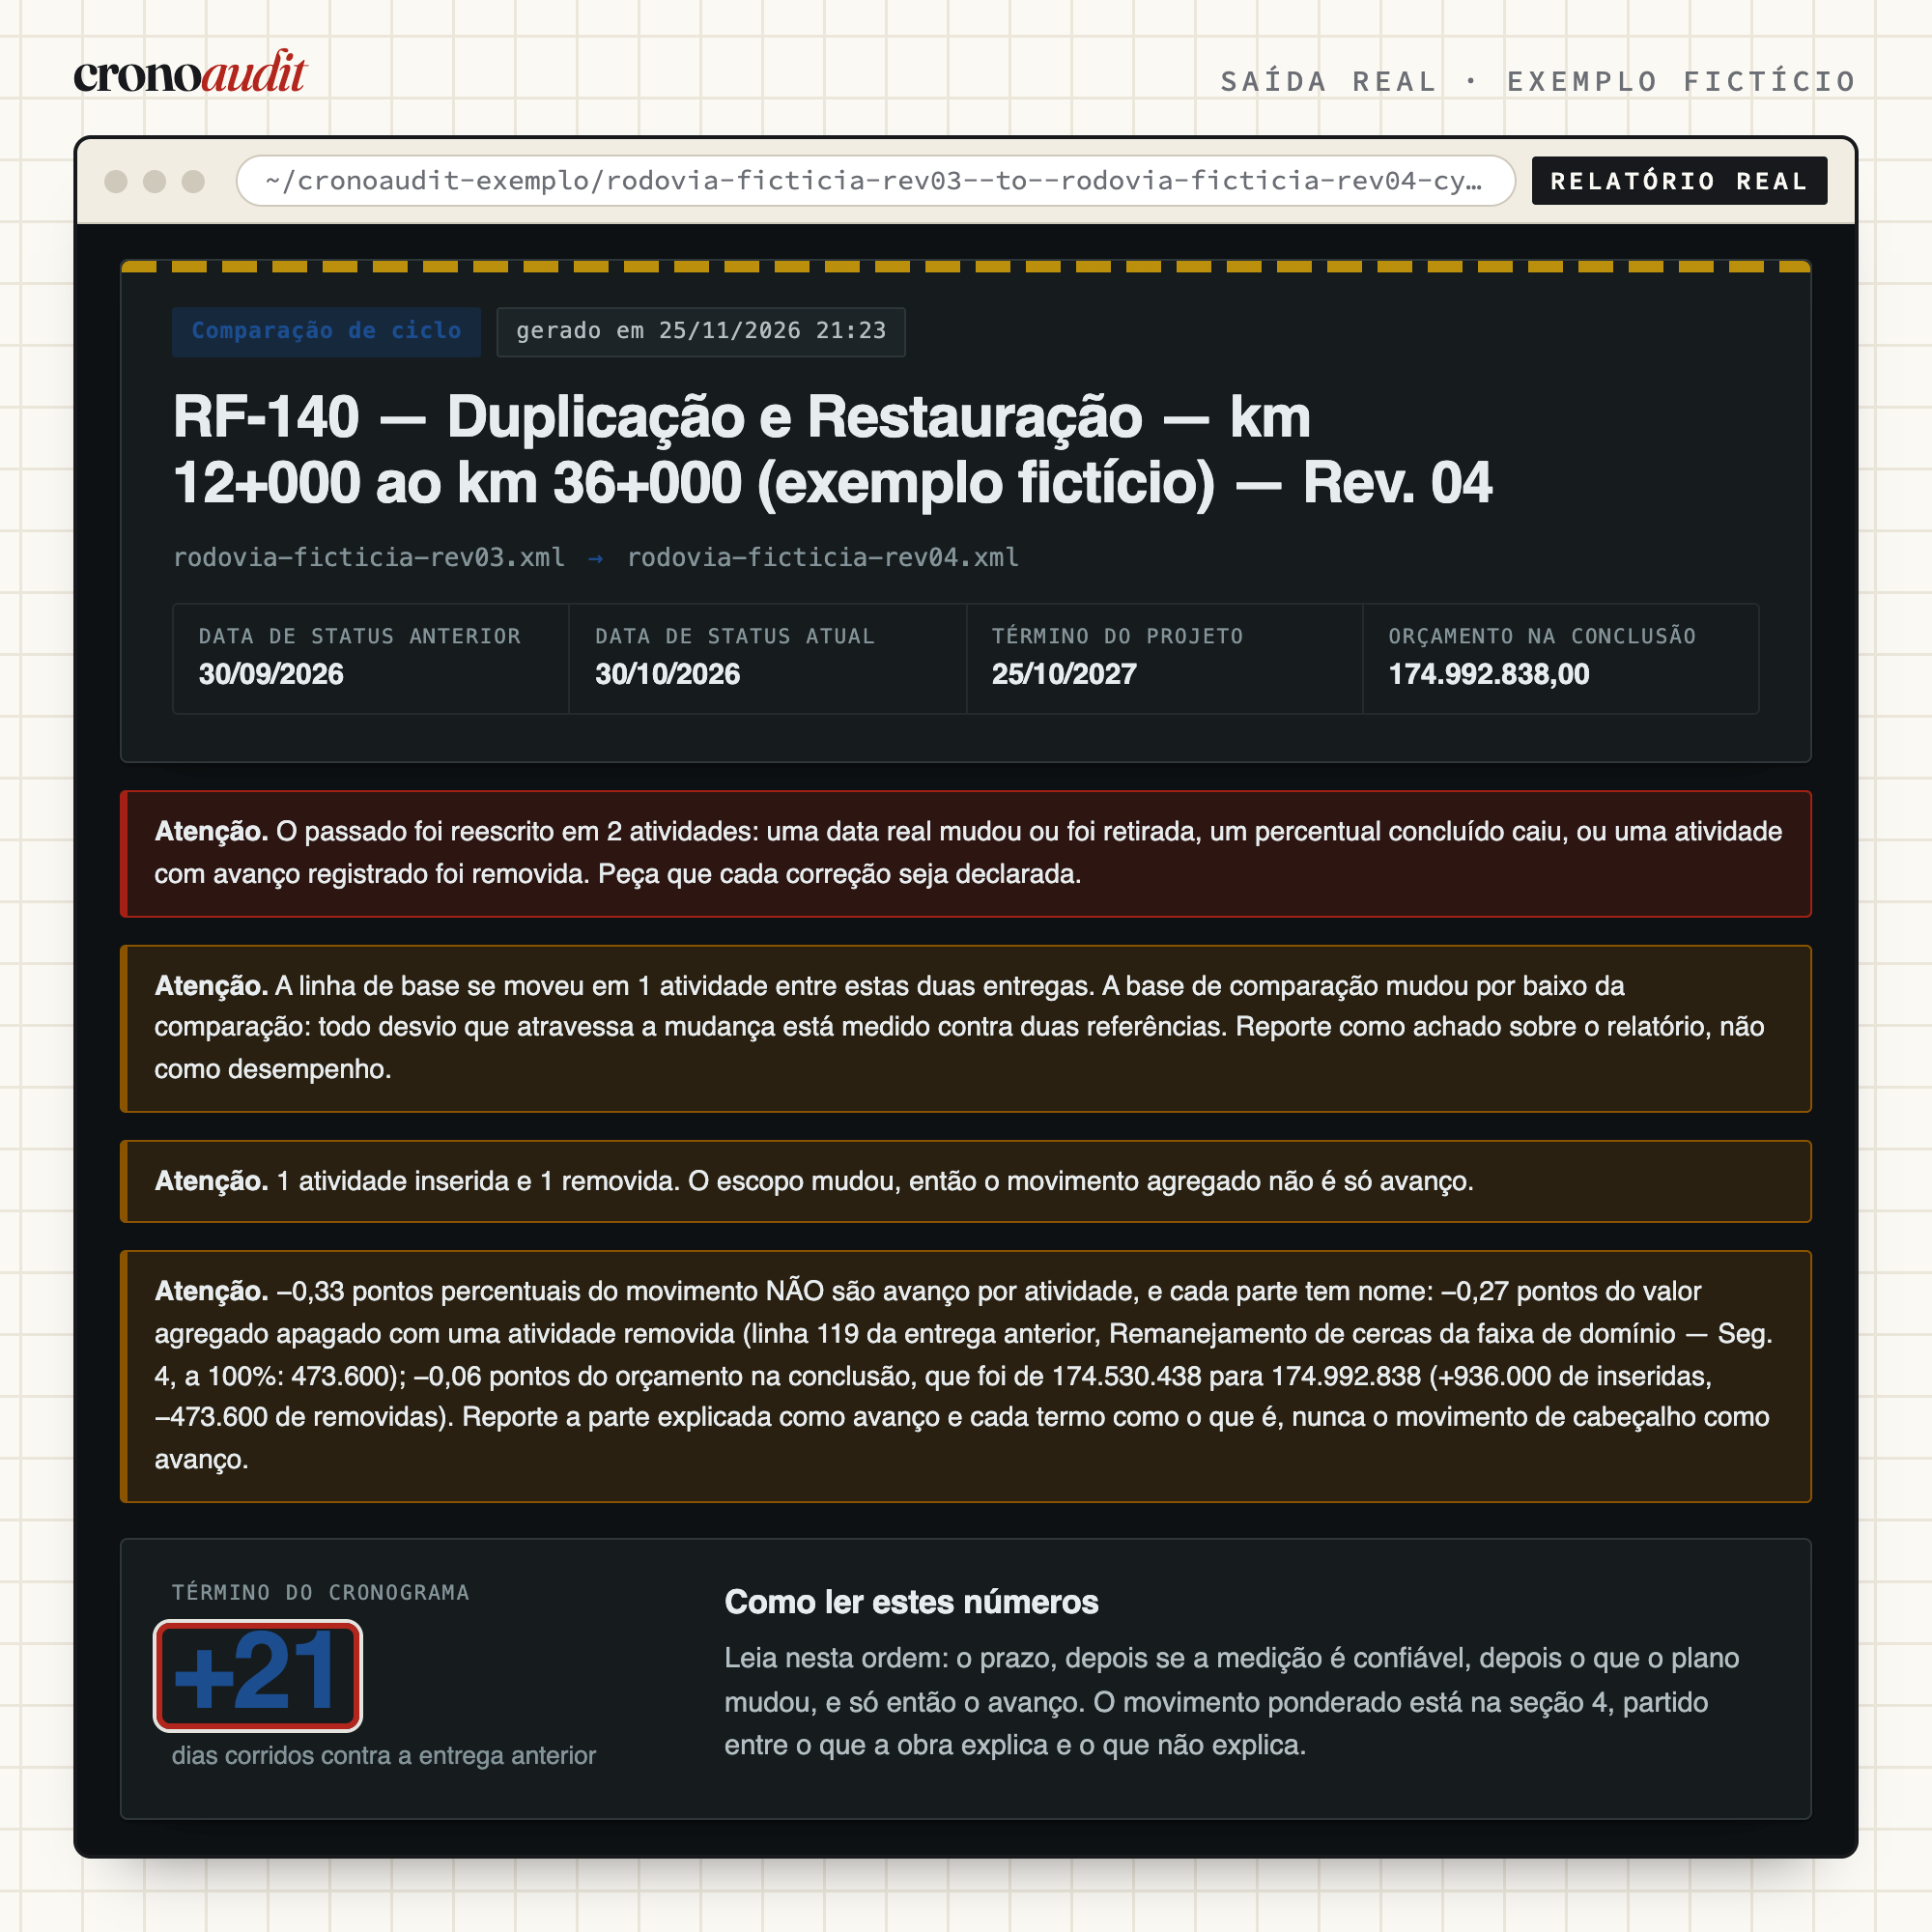 cronoaudit
SAÍDA REAL · EXEMPLO FICTÍCIO
~/cronoaudit-exemplo/rodovia-ficticia-rev03--to--rodovia-ficticia-rev04-cy…
RELATÓRIO REAL
Comparação de ciclo
gerado em 25/11/2026 21:23
RF-140 — Duplicação e Restauração — km
12+000 ao km 36+000 (exemplo fictício) — Rev. 04
rodovia-ficticia-rev03.xml → rodovia-ficticia-rev04.xml
DATA DE STATUS ANTERIOR
30/09/2026
DATA DE STATUS ATUAL
30/10/2026
TÉRMINO DO PROJETO
25/10/2027
ORÇAMENTO NA CONCLUSÃO
174.992.838,00
Atenção. O passado foi reescrito em 2 atividades: uma data real mudou ou foi retirada, um percentual concluído caiu, ou uma atividade
com avanço registrado foi removida. Peça que cada correção seja declarada.
Atenção. A linha de base se moveu em 1 atividade entre estas duas entregas. A base de comparação mudou por baixo da
comparação: todo desvio que atravessa a mudança está medido contra duas referências. Reporte como achado sobre o relatório, não
como desempenho.
Atenção. 1 atividade inserida e 1 removida. O escopo mudou, então o movimento agregado não é só avanço.
Atenção. −0,33 pontos percentuais do movimento NÃO são avanço por atividade, e cada parte tem nome: −0,27 pontos do valor
agregado apagado com uma atividade removida (linha 119 da entrega anterior, Remanejamento de cercas da faixa de domínio — Seg.
4, a 100%: 473.600); −0,06 pontos do orçamento na conclusão, que foi de 174.530.438 para 174.992.838 (+936.000 de inseridas,
−473.600 de removidas). Reporte a parte explicada como avanço e cada termo como o que é, nunca o movimento de cabeçalho como
avanço.
TÉRMINO DO CRONOGRAMA
+21
dias corridos contra a entrega anterior
Como ler estes números
Leia nesta ordem: o prazo, depois se a medição é confiável, depois o que o plano
mudou, e só então o avanço. O movimento ponderado está na seção 4, partido
entre o que a obra explica e o que não explica.